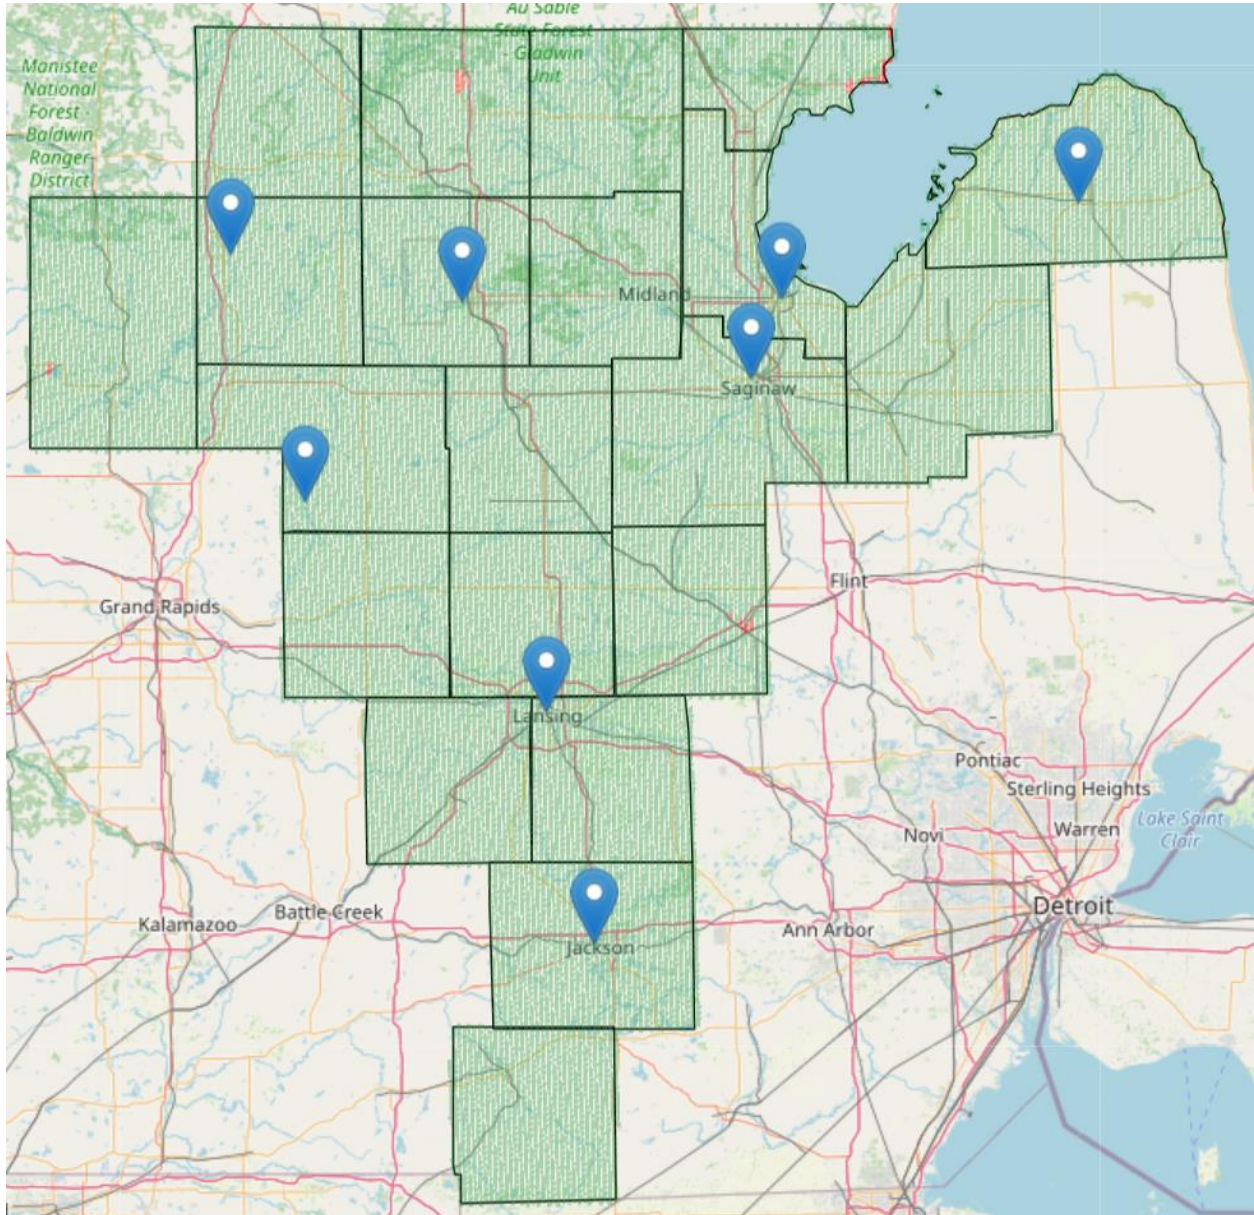 Au Sable
State Forest
- Gladwin
Unit
Manistee
National
Forest -
Baldwin
Ranger
District
Midland
Saginaw
Flint
Grand Rapids
Lansing
Pontiac
Sterling Heights
Novi
Warren
Lake Saint
Clair
Detroit
Kalamazoo
Battle Creek
Ann Arbor
Jackson